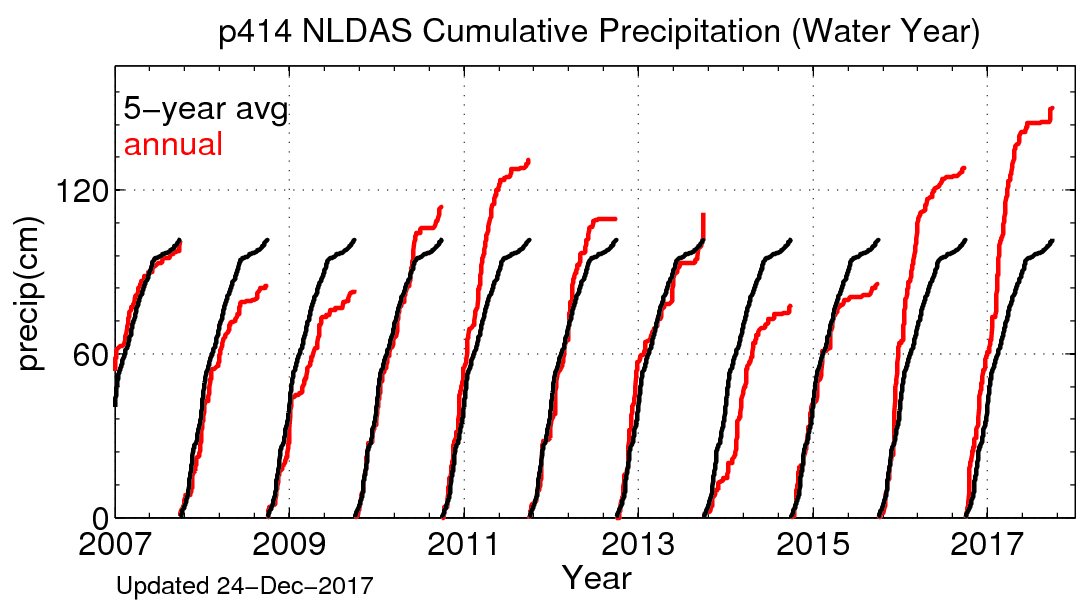 p414 NLDAS Cumulative Precipitation (Water Year)
5−year avg
annual
120
60
0
precip(cm)
2007 2009 2011 2013 2015 2017
Year
Updated 24−Dec−2017